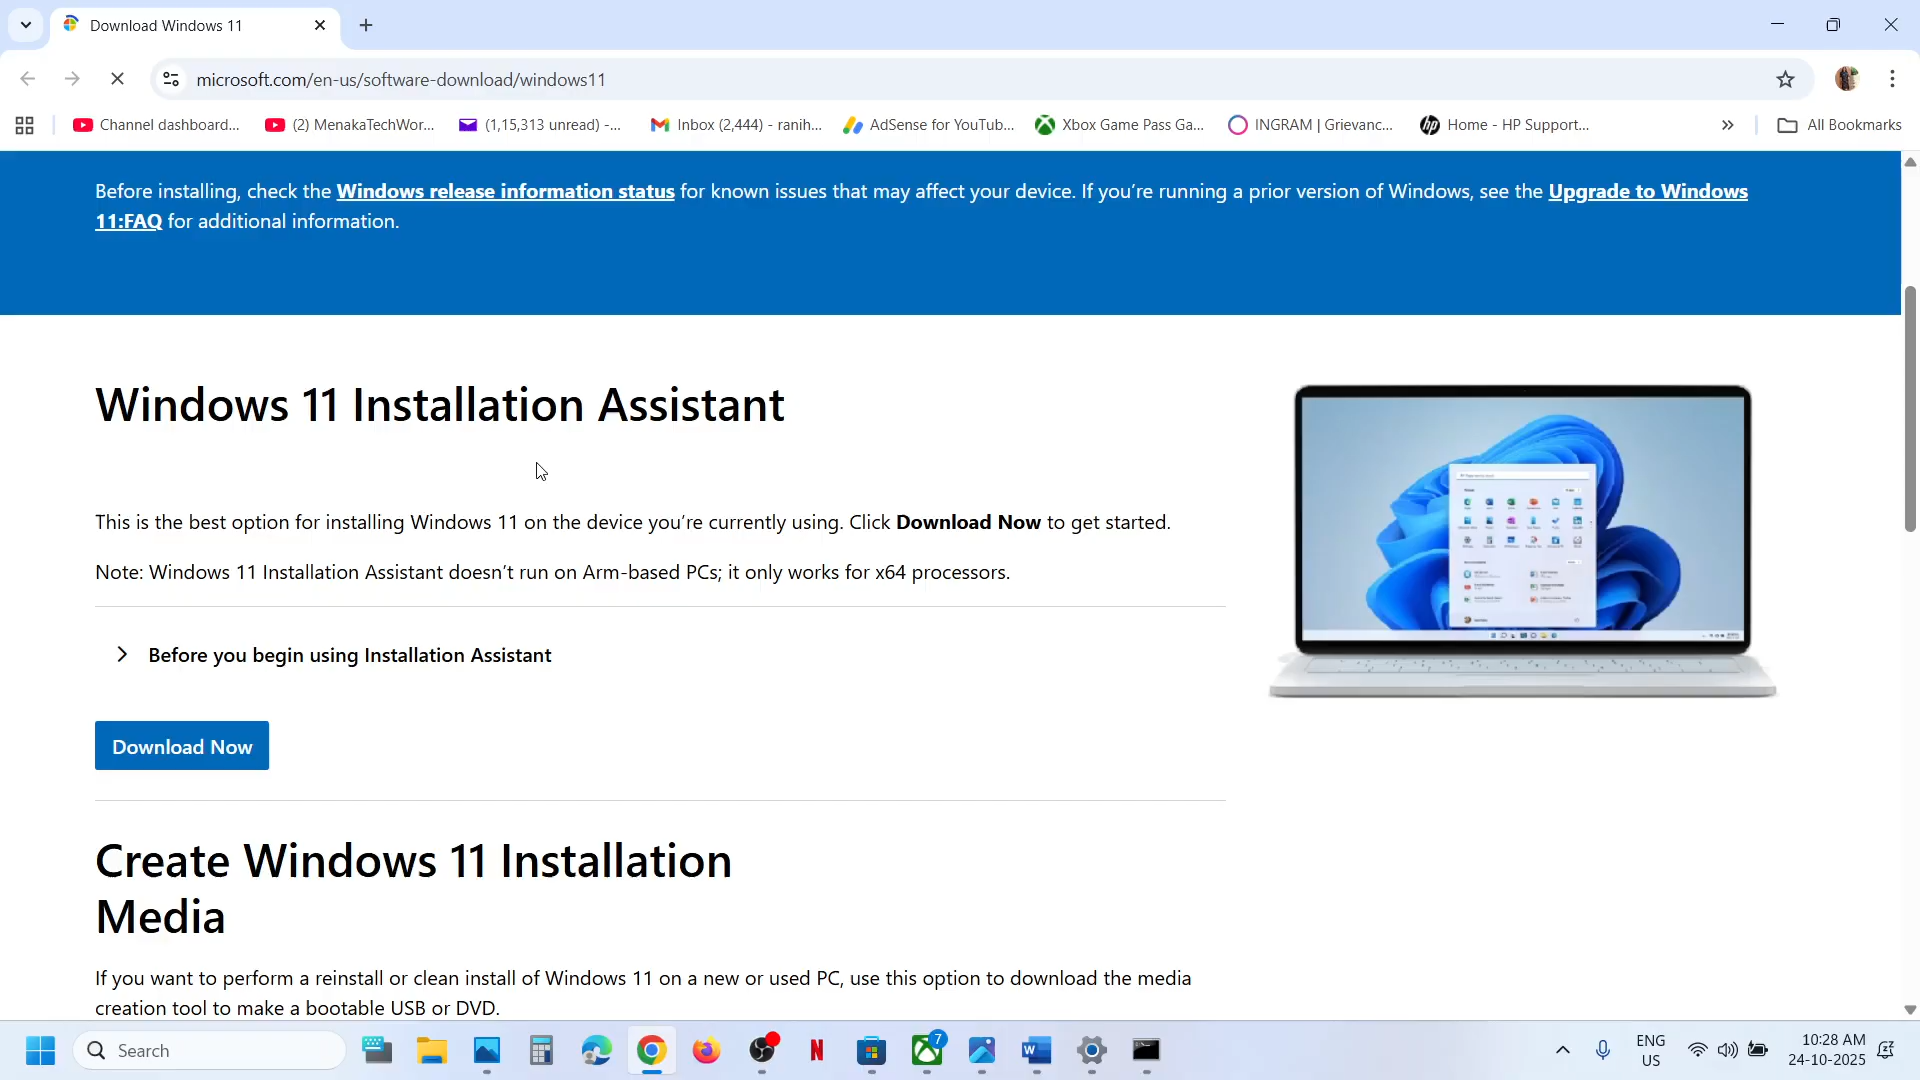 Download Windows 11
microsoft.com/en-us/software-download/windows11
Channel dashboard...
(2) MenakaTechWor...
(1,15,313 unread) -...
Inbox (2,444) - ranih...
AdSense for YouTub...
Xbox Game Pass Ga...
INGRAM | Grievanc...
Home - HP Support...
All Bookmarks
Before installing, check the Windows release information status for known issues that may affect your device. If you're running a prior version of Windows, see the Upgrade to Windows
11:FAQ for additional information.
Windows 11 Installation Assistant
This is the best option for installing Windows 11 on the device you're currently using. Click Download Now to get started.
Note: Windows 11 Installation Assistant doesn't run on Arm-based PCs; it only works for x64 processors.
Before you begin using Installation Assistant
Download Now
Create Windows 11 Installation
Media
If you want to perform a reinstall or clean install of Windows 11 on a new or used PC, use this option to download the media
creation tool to make a bootable USB or DVD.
Search
7
ENG
US
10:28 AM
24-10-2025